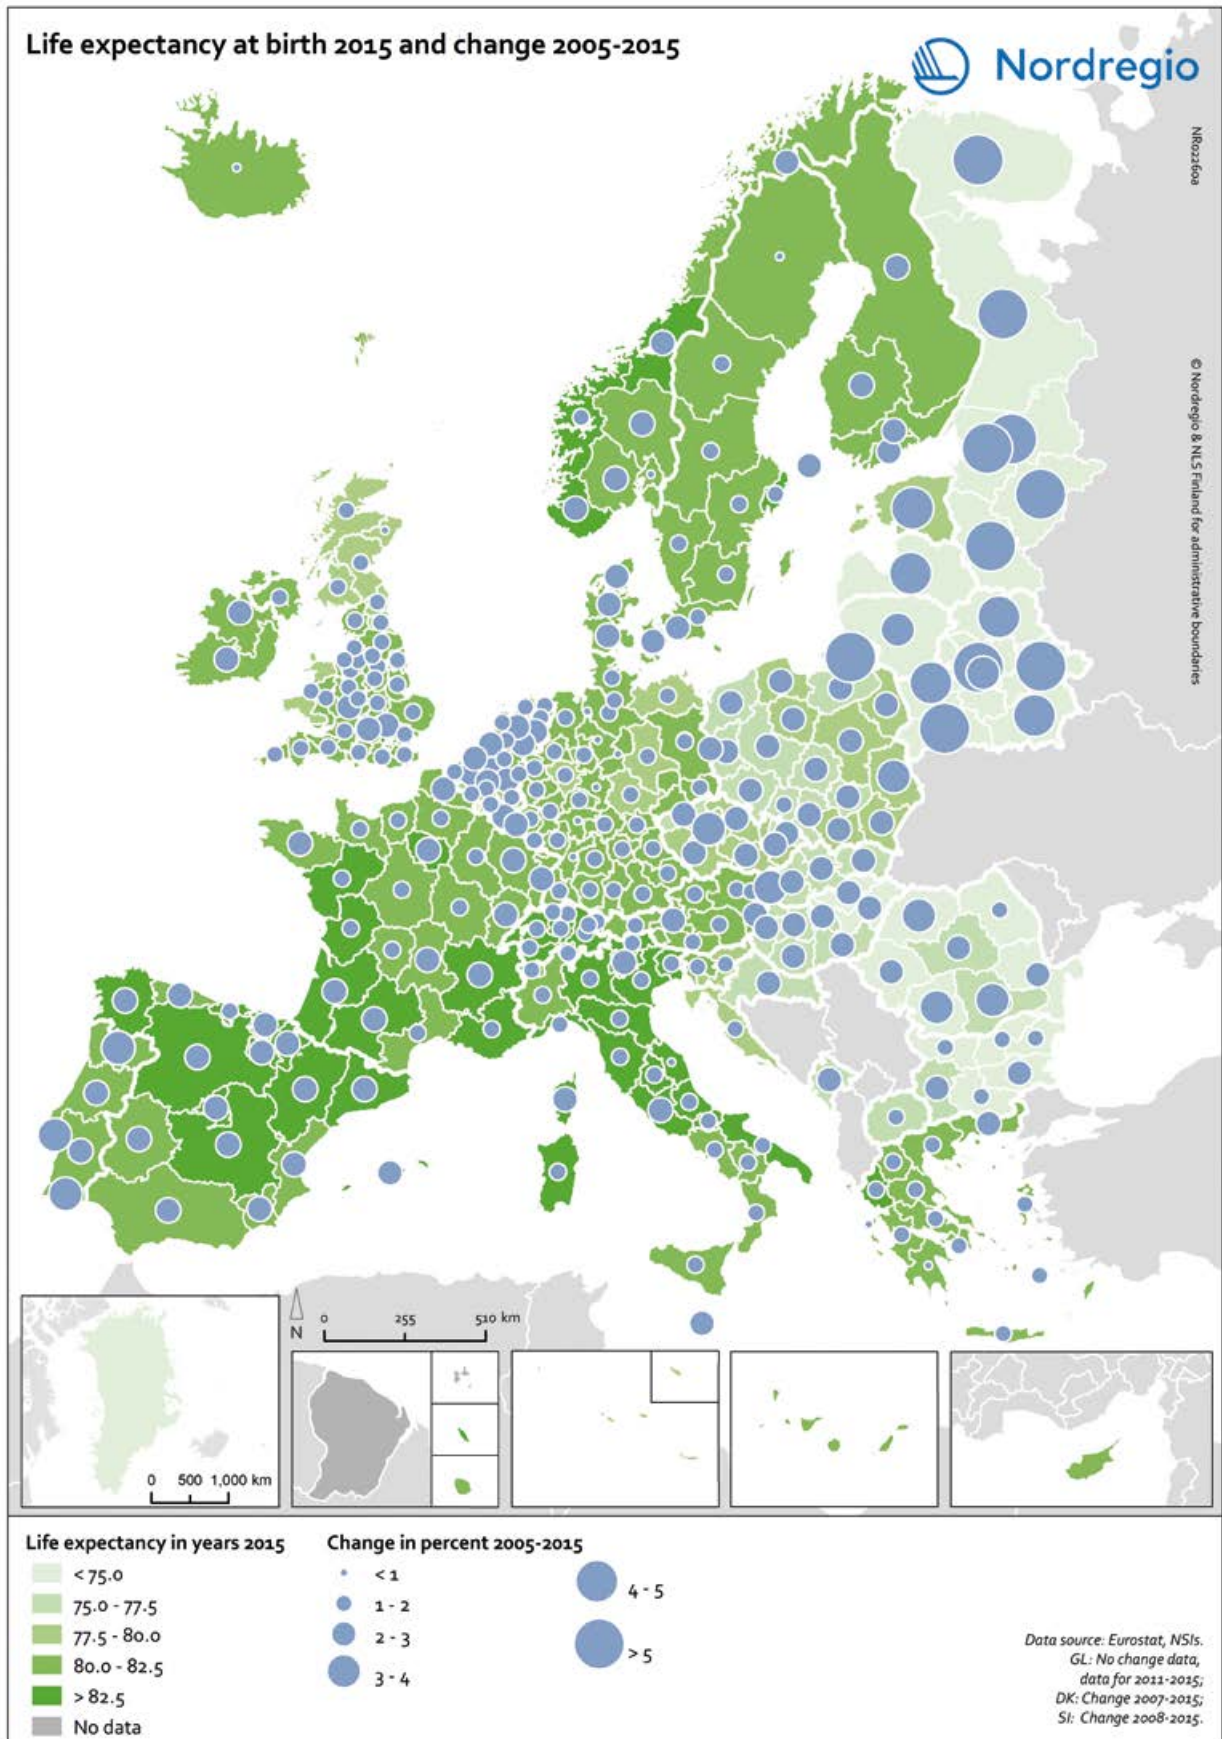 Life expectancy at birth 2015 and change 2005-2015
Nordregio
NR02260a
© Nordregio & NLS Finland for administrative boundaries
N
0 255 510 km
0 500 1,000 km
Life expectancy in years 2015
< 75.0
75.0 - 77.5
77.5 - 80.0
80.0 - 82.5
> 82.5
No data
Change in percent 2005-2015
< 1
1 - 2
2 - 3
3 - 4
4 - 5
> 5
Data source: Eurostat, NSIs.
GL: No change data,
data for 2011-2015;
DK: Change 2007-2015;
SI: Change 2008-2015.